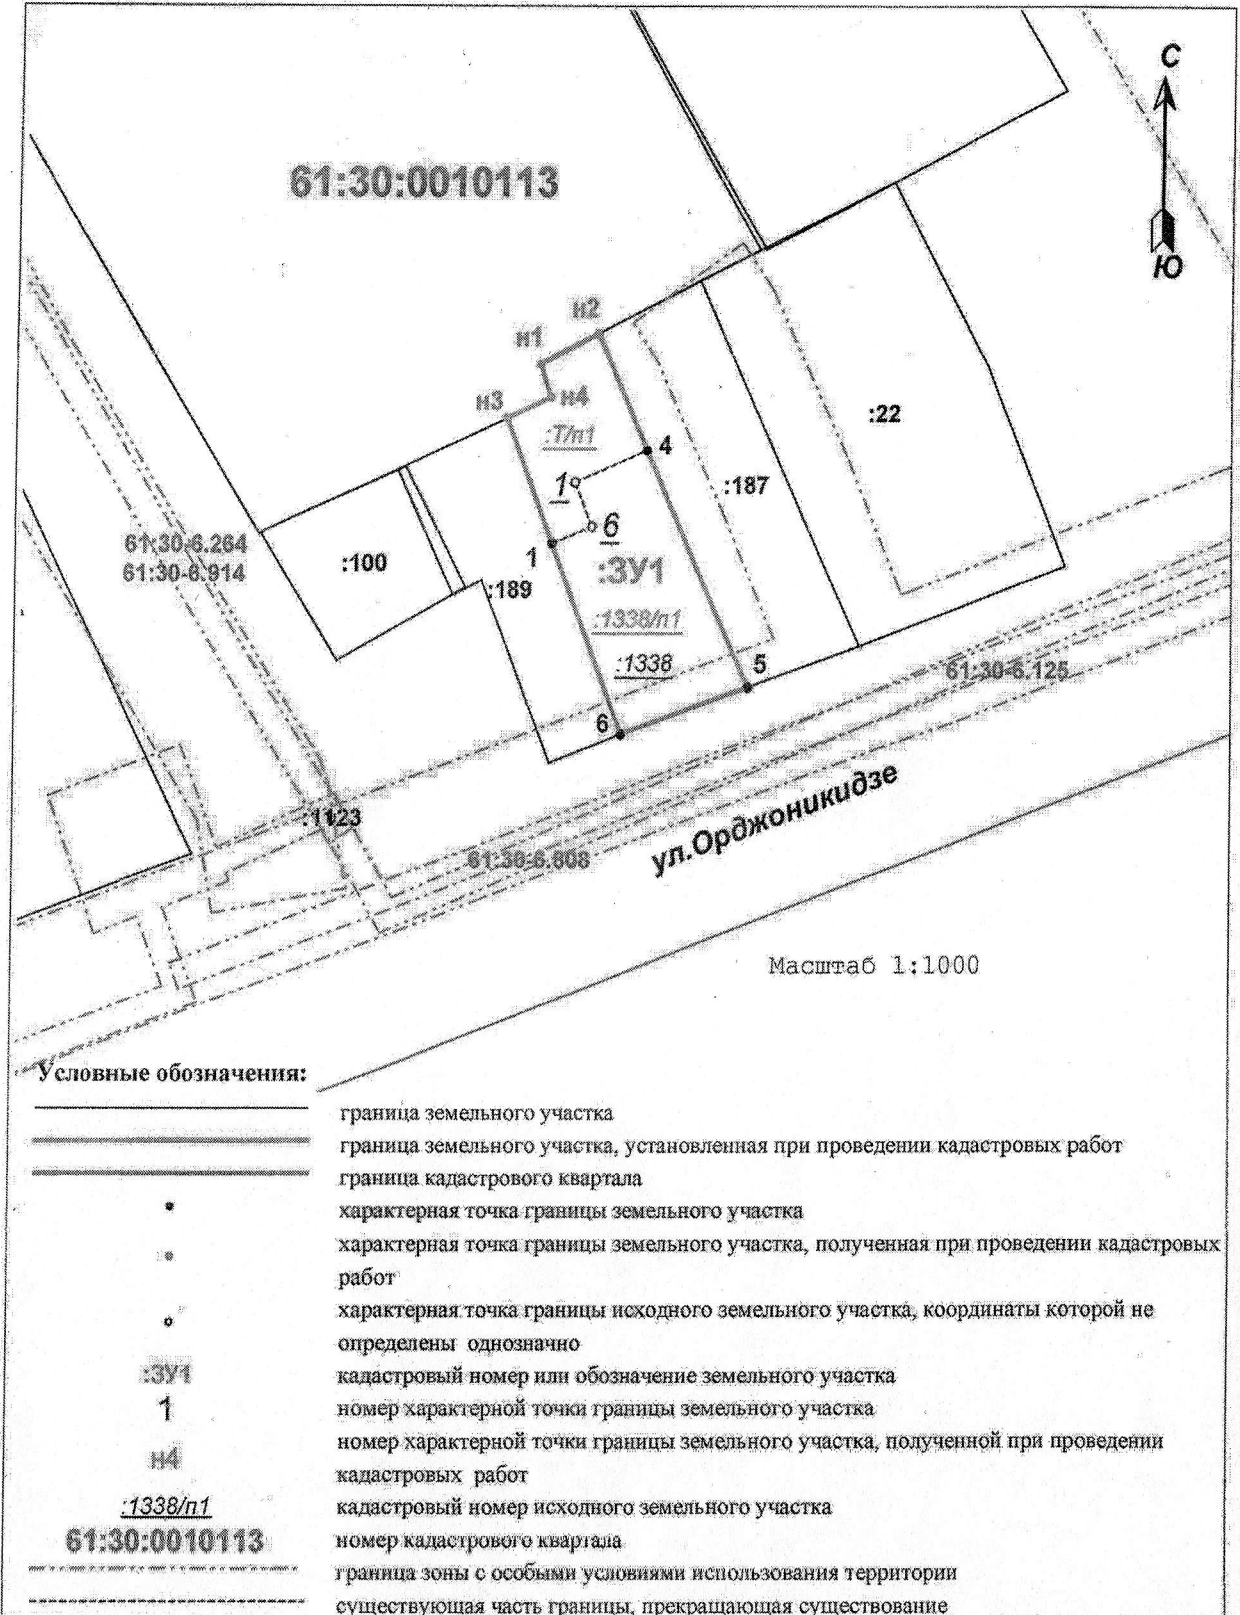 С
61:30:0010113
Ю
н2
н1
н4
н3
:Т/п1
4
:22
1
:187
6
61:30-6.264
61:30-6.914
1
:100
:ЗУ1
:189
:1338/п1
:1338
5
61:30-6.125
6
:1123
ул.Орджоникидзе
61:30-6.608
Масштаб 1:1000
Условные обозначения:
граница земельного участка
граница земельного участка, установленная при проведении кадастровых работ
граница кадастрового квартала
характерная точка границы земельного участка
характерная точка границы земельного участка, полученная при проведении кадастровых
работ
характерная точка границы исходного земельного участка, координаты которой не
определены однозначно
:ЗУ1 кадастровый номер или обозначение земельного участка
1 номер характерной точки границы земельного участка
номер характерной точки границы земельного участка, полученной при проведении
н4 кадастровых работ
:1338/п1 кадастровый номер исходного земельного участка
61:30:0010113 номер кадастрового квартала
граница зоны с особыми условиями использования территории
существующая часть границы, прекращающая существование